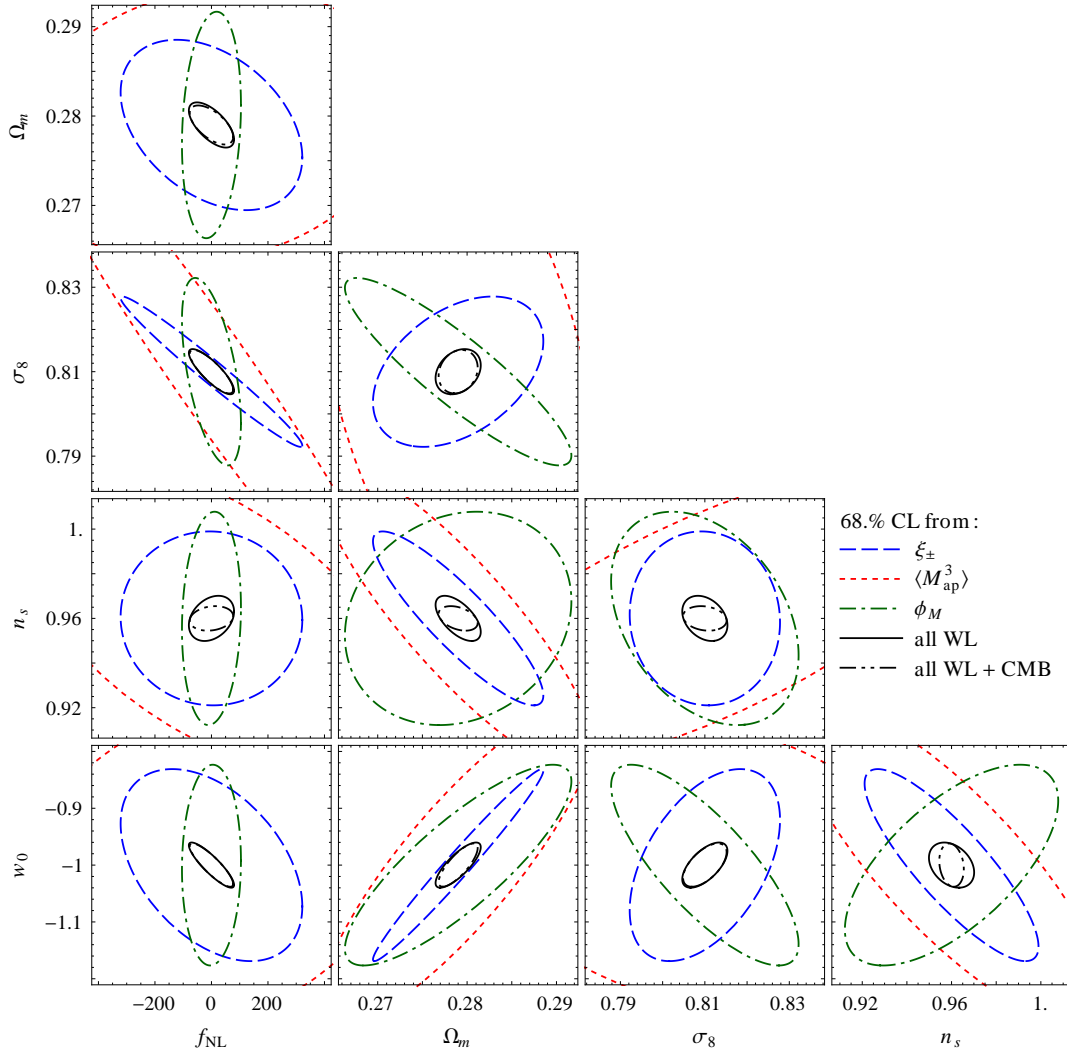 0.29
0.28
0.27
Ω_m
0.83
0.81
0.79
σ_8
1.
0.96
0.92
n_s
68.% CL from :
ξ_±
⟨M_ap^3⟩
ϕ_M
all WL
all WL + CMB
−0.9
−1
−1.1
w_0
−200 0 200
0.27 0.28 0.29
0.79 0.81 0.83
0.92 0.96 1.
f_NL
Ω_m
σ_8
n_s